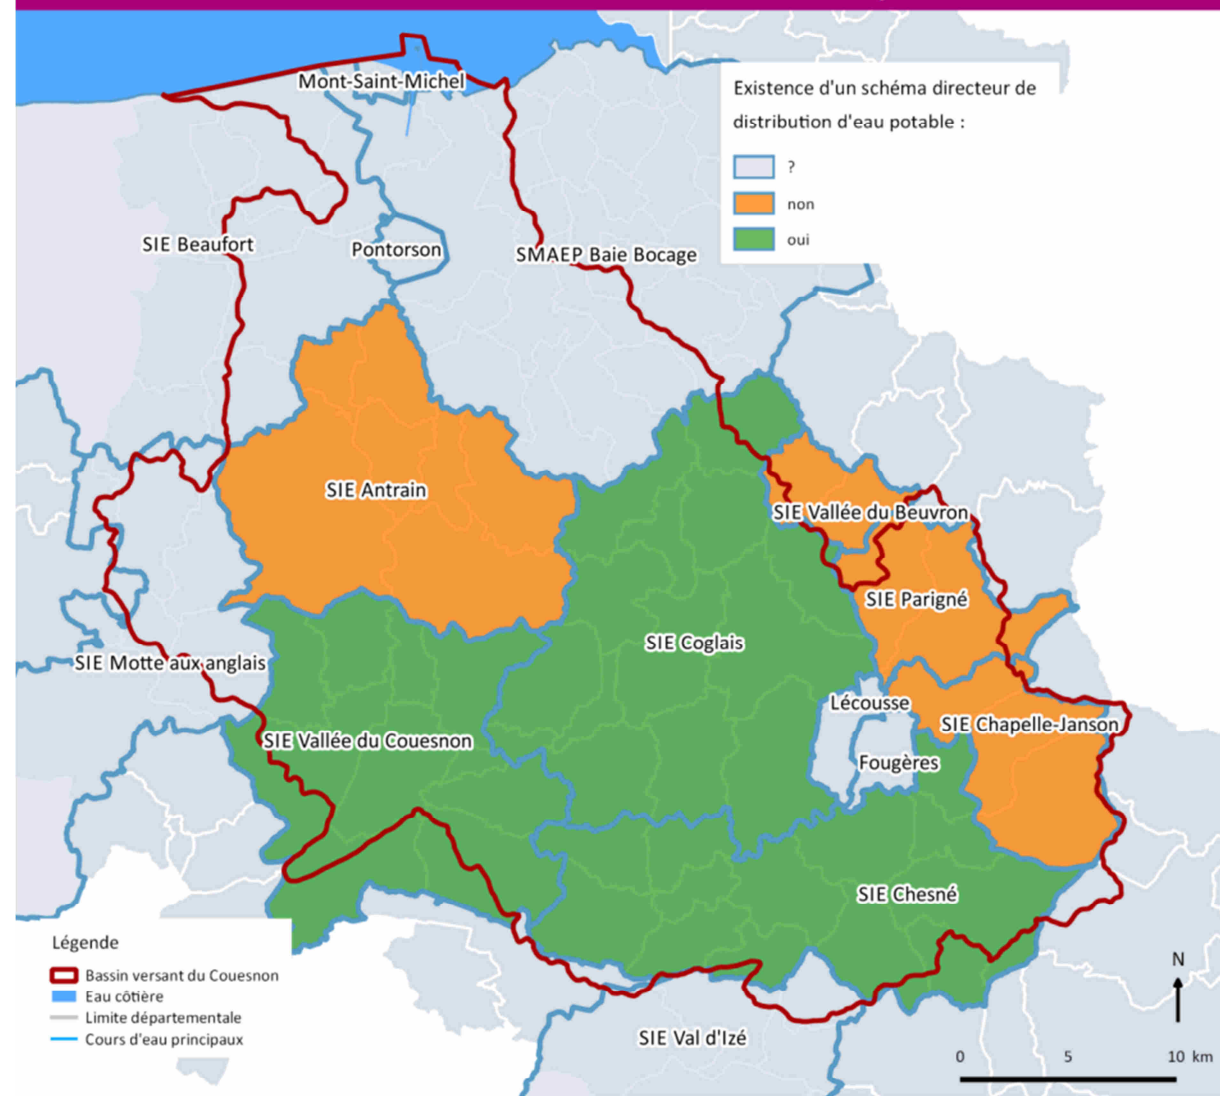 Mont-Saint-Michel
Existence d'un schéma directeur de
distribution d'eau potable :
?
non
oui
SIE Beaufort
Pontorson
SMAEP Baie Bocage
SIE Antrain
SIE Vallée du Beuvron
SIE Parigné
SIE Coglais
SIE Motte aux anglais
Lécousse
SIE Chapelle-Janson
SIE Vallée du Couesnon
Fougères
SIE Chesné
Légende
Bassin versant du Couesnon
Eau côtière
Limite départementale
Cours d'eau principaux
SIE Val d'Izé
N
0 5 10 km